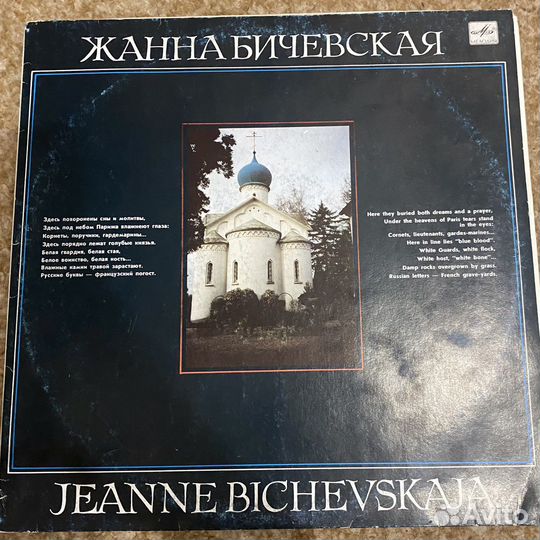 ЖАННА БИЧЕВСКАЯ
МЕЛОДИЯ
Здесь похоронены сны и молитвы,
Здесь под небом Парижа влажнеют глаза:
Корнеты, поручики, гардемарины...
Здесь порядно лежат голубые князья.
Белая гвардия, белая стая,
Белое воинство, белая кость...
Влажные камни травой зарастают.
Русские буквы — французский погост.
Here they buried both dreams and a prayer,
Under the heavens of Paris tears stand
in the eyes:
Cornets, lieutenants, gardes-marines...
Here in line lies "blue blood".
White Guards, white flock,
White host, "white bone"...
Damp rocks overgrown by grass.
Russian letters — French grave-yards.
JEANNE BICHEVSKAJA
Avito